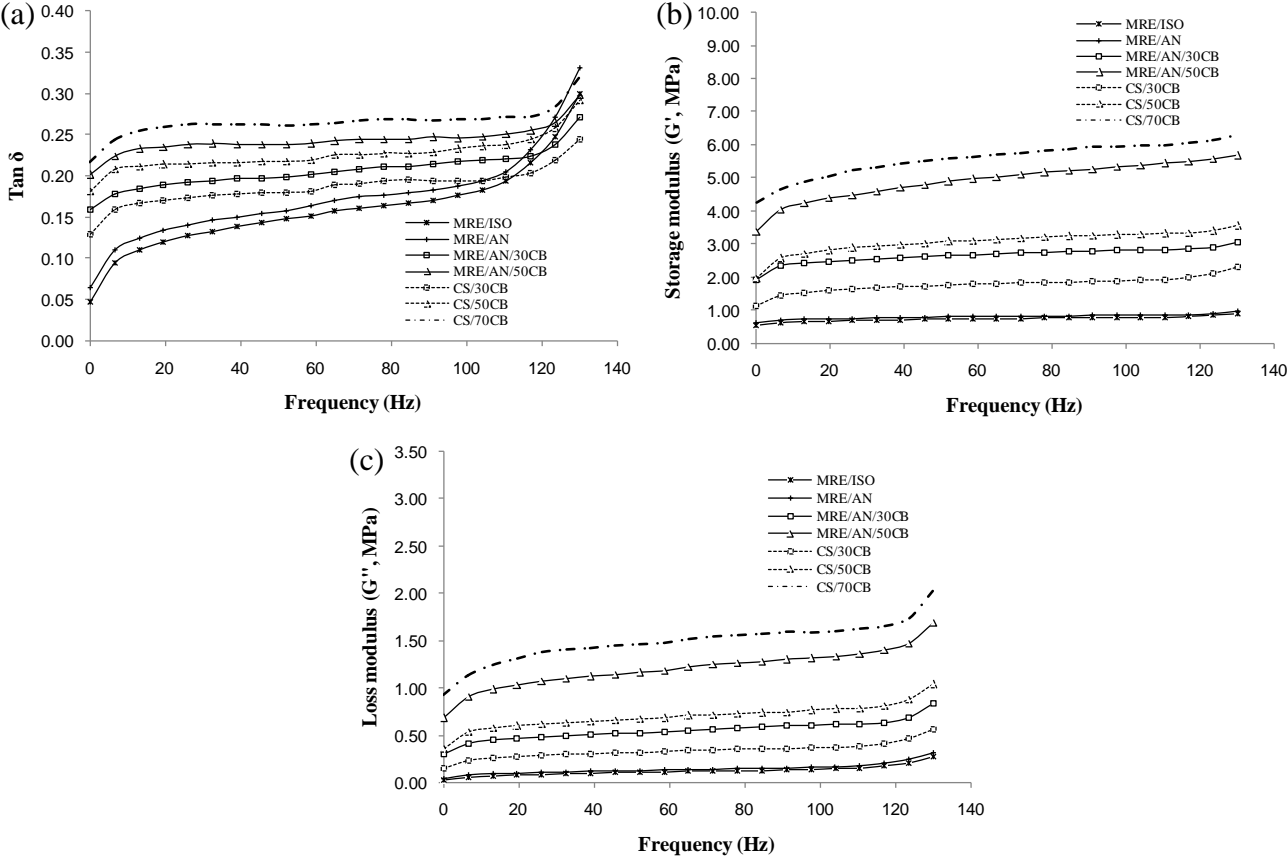 (a)
Tan δ
0.40
0.35
0.30
0.25
0.20
0.15
0.10
0.05
0.00
0 20 40 60 80 100 120 140
Frequency (Hz)
MRE/ISO
MRE/AN
MRE/AN/30CB
MRE/AN/50CB
CS/30CB
CS/50CB
CS/70CB
(b)
Storage modulus (G', MPa)
10.00
9.00
8.00
7.00
6.00
5.00
4.00
3.00
2.00
1.00
0.00
0 20 40 60 80 100 120 140
Frequency (Hz)
MRE/ISO
MRE/AN
MRE/AN/30CB
MRE/AN/50CB
CS/30CB
CS/50CB
CS/70CB
(c)
Loss modulus (G'', MPa)
3.50
3.00
2.50
2.00
1.50
1.00
0.50
0.00
0 20 40 60 80 100 120 140
Frequency (Hz)
MRE/ISO
MRE/AN
MRE/AN/30CB
MRE/AN/50CB
CS/30CB
CS/50CB
CS/70CB